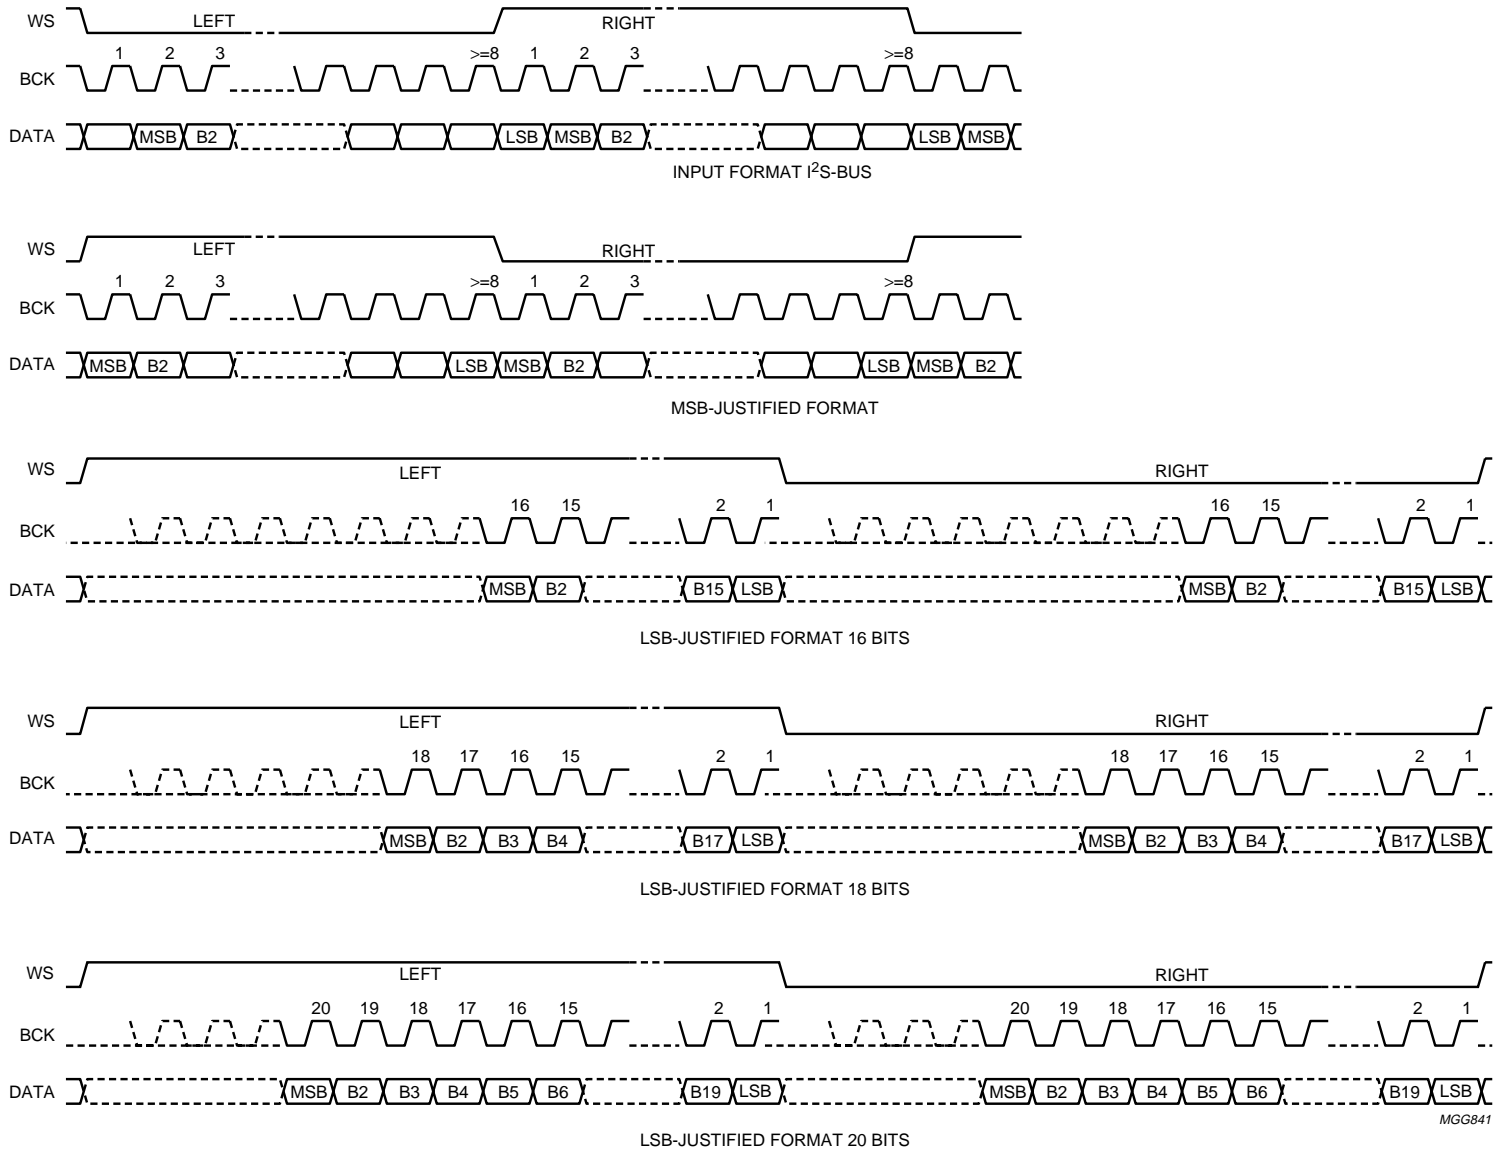 WS LEFT RIGHT
1 2 3 >=8 1 2 3 >=8
BCK
DATA MSB B2 LSB MSB B2 LSB MSB
INPUT FORMAT I²S-BUS
WS LEFT RIGHT
1 2 3 >=8 1 2 3 >=8
BCK
DATA MSB B2 LSB MSB B2 LSB MSB B2
MSB-JUSTIFIED FORMAT
WS LEFT RIGHT
16 15 2 1 16 15 2 1
BCK
DATA MSB B2 B15 LSB MSB B2 B15 LSB
LSB-JUSTIFIED FORMAT 16 BITS
WS LEFT RIGHT
18 17 16 15 2 1 18 17 16 15 2 1
BCK
DATA MSB B2 B3 B4 B17 LSB MSB B2 B3 B4 B17 LSB
LSB-JUSTIFIED FORMAT 18 BITS
WS LEFT RIGHT
20 19 18 17 16 15 2 1 20 19 18 17 16 15 2 1
BCK
DATA MSB B2 B3 B4 B5 B6 B19 LSB MSB B2 B3 B4 B5 B6 B19 LSB
MGG841
LSB-JUSTIFIED FORMAT 20 BITS